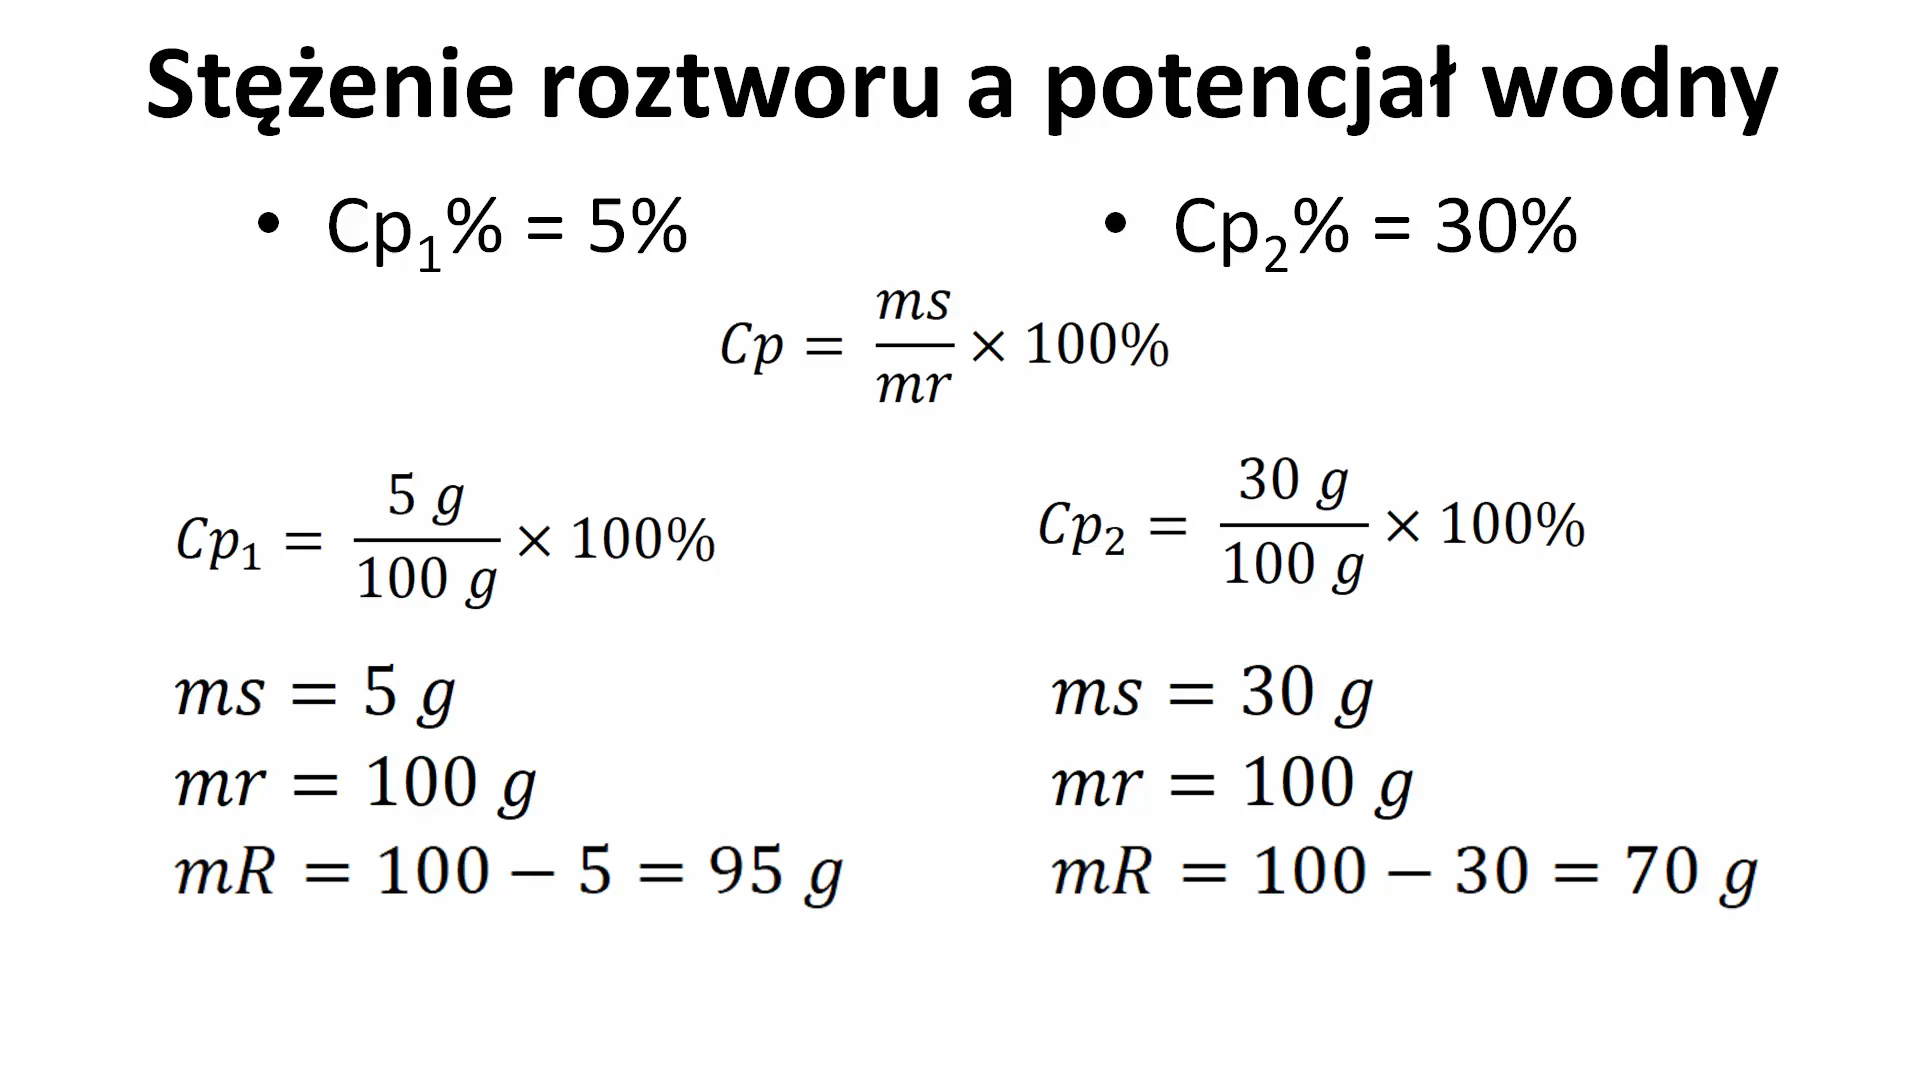 Stężenie roztworu a potencjał wodny
• Cp₁% = 5%
• Cp₂% = 30%
Cp = ms/mr × 100%
Cp₁ = 5 g/100 g × 100%
Cp₂ = 30 g/100 g × 100%
ms = 5 g
mr = 100 g
mR = 100 − 5 = 95 g
ms = 30 g
mr = 100 g
mR = 100 − 30 = 70 g